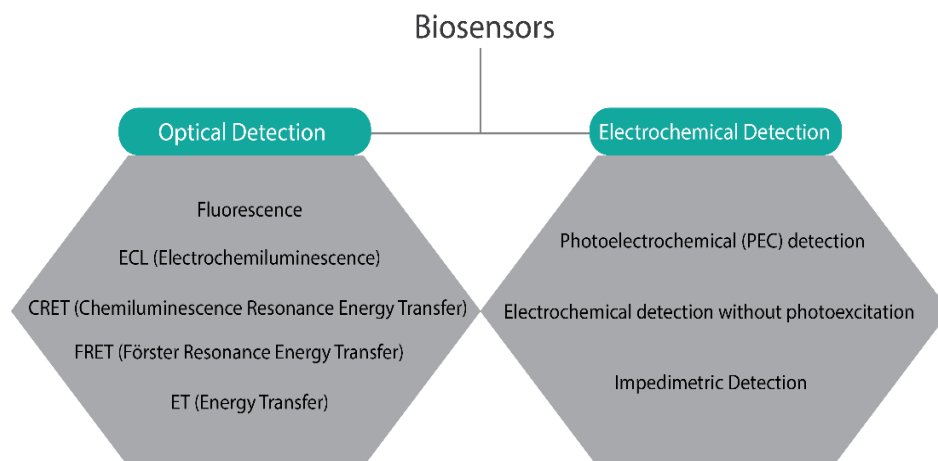 Biosensors
Optical Detection
Electrochemical Detection
Fluorescence
ECL (Electrochemiluminescence)
CRET (Chemiluminescence Resonance Energy Transfer)
FRET (Förster Resonance Energy Transfer)
ET (Energy Transfer)
Photoelectrochemical (PEC) detection
Electrochemical detection without photoexcitation
Impedimetric Detection